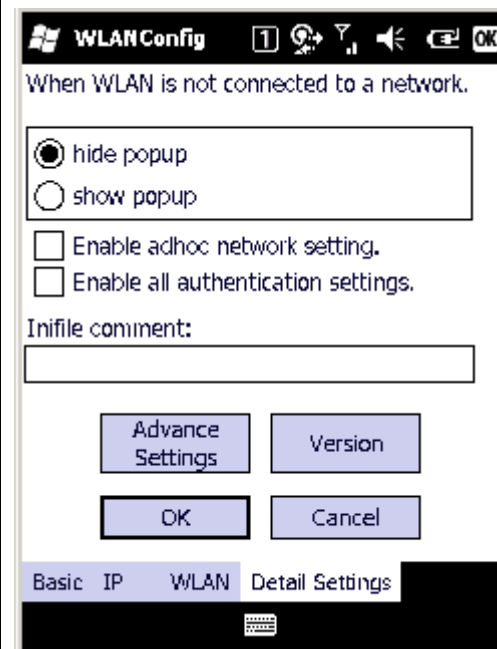 WLANConfig 1 OK
When WLAN is not connected to a network.
hide popup
show popup
Enable adhoc network setting.
Enable all authentication settings.
Inifile comment:
Advance
Settings
Version
OK
Cancel
Basic IP WLAN Detail Settings